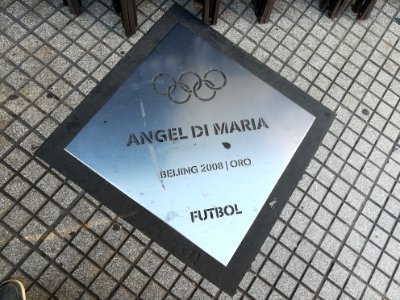 ANGEL DI MARIA
BEIJING 2008 | ORO
FUTBOL